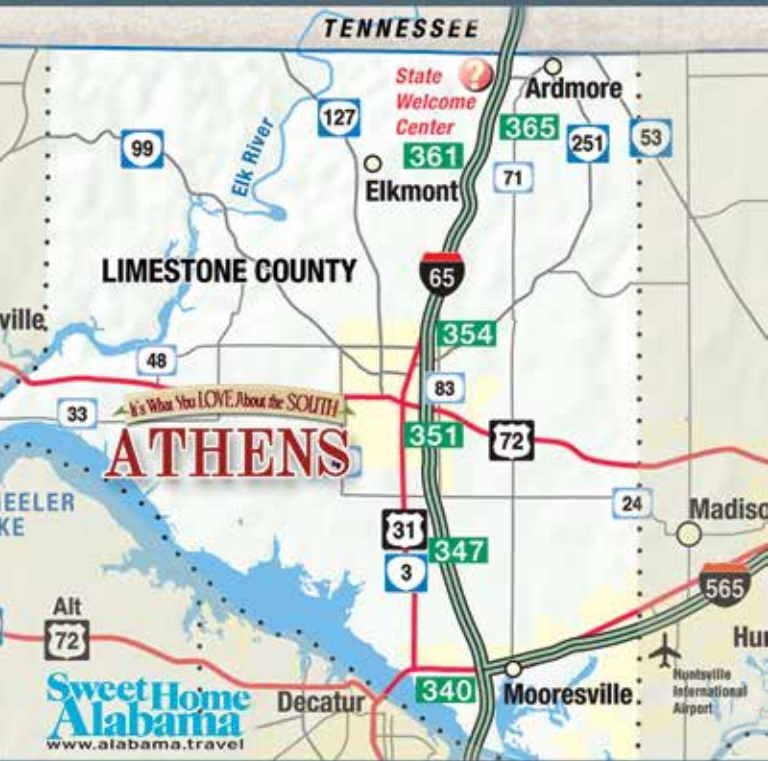 TENNESSEE
State
Welcome
Center
?
Ardmore
127
365
251
53
99
Elk River
361
71
Elkmont
LIMESTONE COUNTY
65
ville
354
48
83
It's What You LOVE About the SOUTH
33
ATHENS
351
72
24
Madiso
EELER
KE
31
347
3
565
Alt
72
Hu
Sweet Home
Alabama
www.alabama.travel
Decatur
340
Mooresville
Huntsville
International
Airport